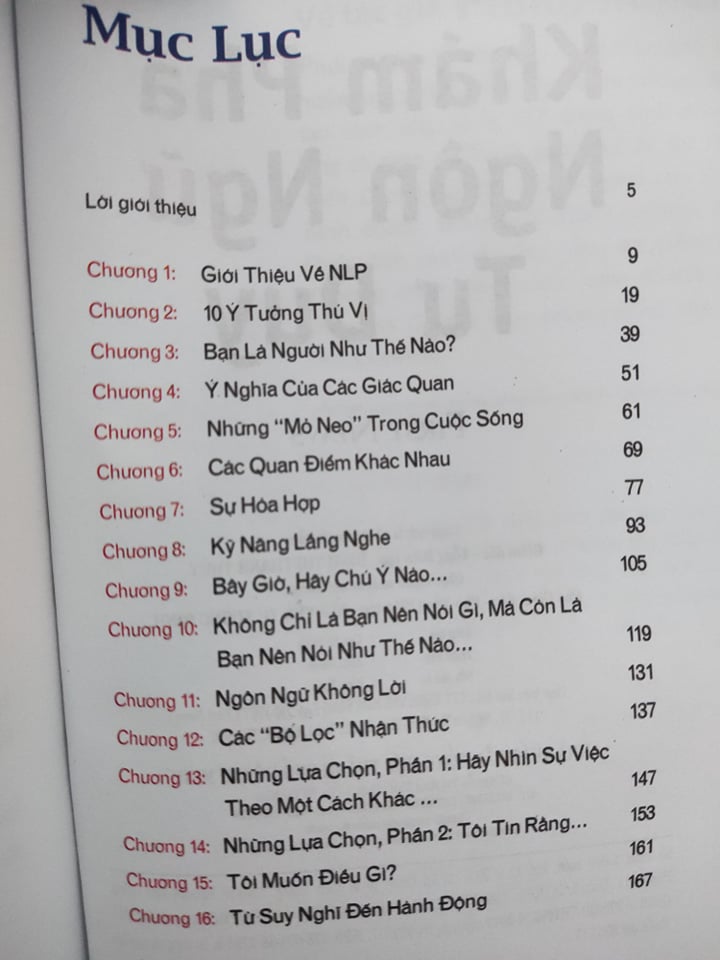 Mục Lục
Lời giới thiệu 5
Chương 1: Giới Thiệu Về NLP 9
Chương 2: 10 Ý Tưởng Thú Vị 19
Chương 3: Bạn Là Người Như Thế Nào? 39
Chương 4: Ý Nghĩa Của Các Giác Quan 51
Chương 5: Những “Mỏ Neo” Trong Cuộc Sống 61
Chương 6: Các Quan Điểm Khác Nhau 69
Chương 7: Sự Hòa Hợp 77
Chương 8: Kỹ Năng Lắng Nghe 93
Chương 9: Bây Giờ, Hãy Chú Ý Nào... 105
Chương 10: Không Chỉ Là Bạn Nên Nói Gì, Mà Còn Là
Bạn Nên Nói Như Thế Nào... 119
Chương 11: Ngôn Ngữ Không Lời 131
Chương 12: Các “Bộ Lọc” Nhận Thức 137
Chương 13: Những Lựa Chọn, Phần 1: Hãy Nhìn Sự Việc
Theo Một Cách Khác ... 147
Chương 14: Những Lựa Chọn, Phần 2: Tôi Tin Rằng... 153
Chương 15: Tôi Muốn Điều Gì? 161
Chương 16: Từ Suy Nghĩ Đến Hành Động 167